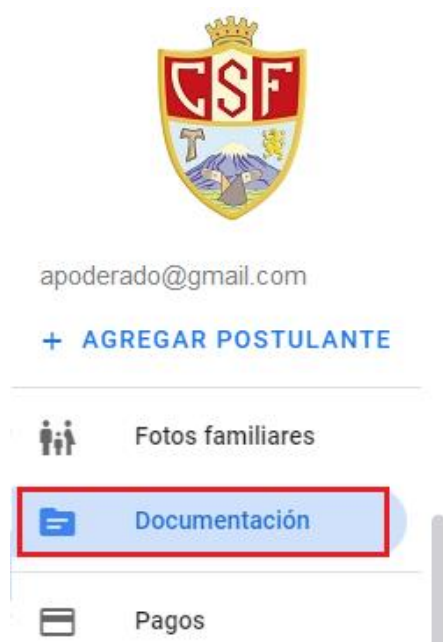 CSF
T
apoderado@gmail.com
+ AGREGAR POSTULANTE
Fotos familiares
Documentación
Pagos